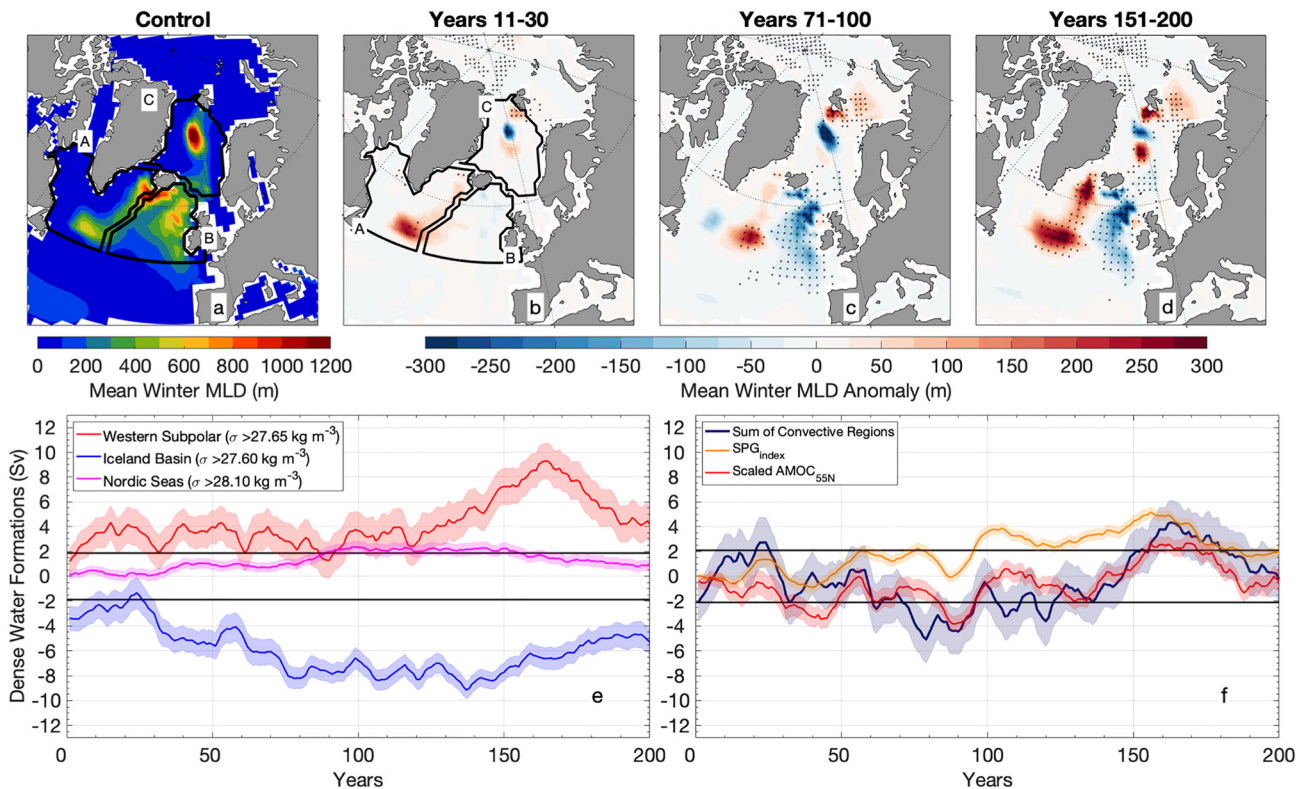 Control
Years 11-30
Years 71-100
Years 151-200
C
A
B
a
C
A
B
b
c
d
0 200 400 600 800 1000 1200
Mean Winter MLD (m)
-300 -250 -200 -150 -100 -50 0 50 100 150 200 250 300
Mean Winter MLD Anomaly (m)
Dense Water Formations (Sv)
12
10
8
6
4
2
0
-2
-4
-6
-8
-10
-12
Western Subpolar (σ >27.65 kg m⁻³)
Iceland Basin (σ >27.60 kg m⁻³)
Nordic Seas (σ >28.10 kg m⁻³)
e
0 50 100 150 200
Years
12
10
8
6
4
2
0
-2
-4
-6
-8
-10
-12
Sum of Convective Regions
SPG_index
Scaled AMOC_55N
f
0 50 100 150 200
Years